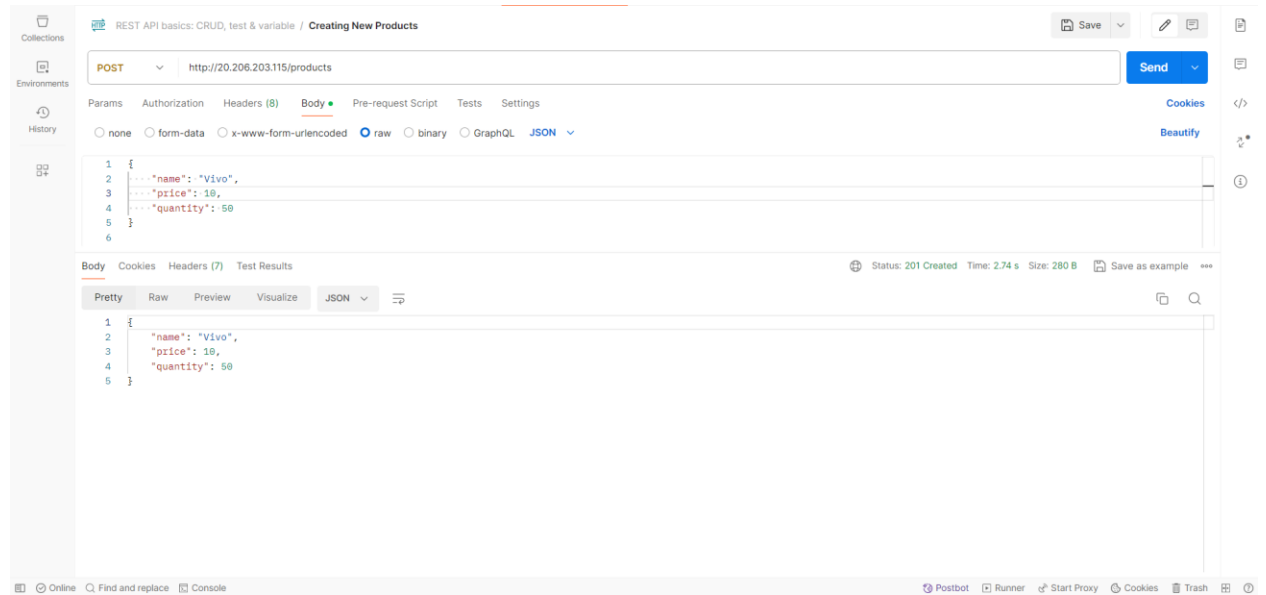 Collections
Environments
History
REST API basics: CRUD, test & variable / Creating New Products
Save
POST http://20.206.203.115/products Send
Params Authorization Headers (8) Body Pre-request Script Tests Settings Cookies
none form-data x-www-form-urlencoded raw binary GraphQL JSON Beautify
1 {
2 "name": "Vivo",
3 "price": 10,
4 "quantity": 50
5 }
6
Body Cookies Headers (7) Test Results Status: 201 Created Time: 2.74 s Size: 280 B Save as example
Pretty Raw Preview Visualize JSON
1 {
2 "name": "Vivo",
3 "price": 10,
4 "quantity": 50
5 }
Online Find and replace Console Postbot Runner Start Proxy Cookies Trash